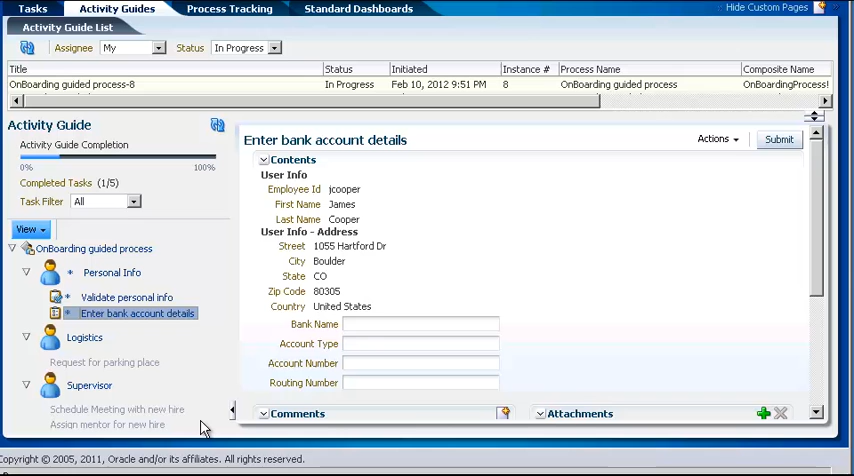 Tasks Activity Guides Process Tracking Standard Dashboards Hide Custom Pages
Activity Guide List
Assignee My Status In Progress
Title Status Initiated Instance # Process Name Composite Name
OnBoarding guided process-8 In Progress Feb 10, 2012 9:51 PM 8 OnBoarding guided process OnBoardingProcess!
Activity Guide
Activity Guide Completion
0% 100%
Completed Tasks (1/5)
Task Filter All
View
OnBoarding guided process
* Personal Info
* Validate personal info
* Enter bank account details
Logistics
Request for parking place
Supervisor
Schedule Meeting with new hire
Assign mentor for new hire
Enter bank account details Actions Submit
Contents
User Info
Employee Id jcooper
First Name James
Last Name Cooper
User Info - Address
Street 1055 Hartford Dr
City Boulder
State CO
Zip Code 80305
Country United States
Bank Name
Account Type
Account Number
Routing Number
Comments Attachments
Copyright © 2005, 2011, Oracle and/or its affiliates. All rights reserved.